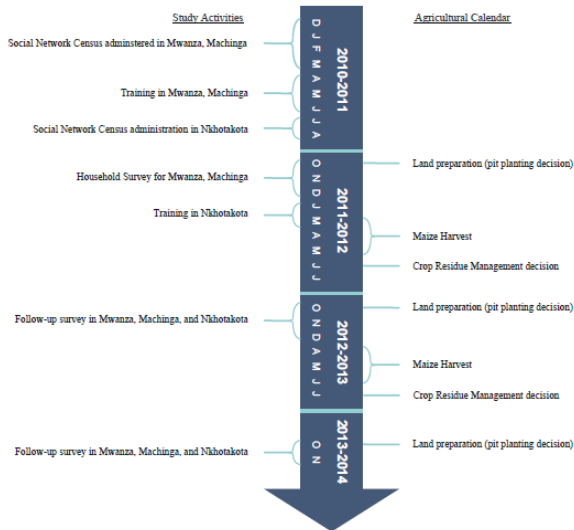 Study Activities
Agricultural Calendar
Social Network Census adminstered in Mwanza, Machinga
Training in Mwanza, Machinga
Social Network Census administration in Nkhotakota
D J F M A M J J A
2010-2011
Household Survey for Mwanza, Machinga
Training in Nkhotakota
O N D J M A M J J
2011-2012
Land preparation (pit planting decision)
Maize Harvest
Crop Residue Management decision
Follow-up survey in Mwanza, Machinga, and Nkhotakota
O N D A M J J
2012-2013
Land preparation (pit planting decision)
Maize Harvest
Crop Residue Management decision
Follow-up survey in Mwanza, Machinga, and Nkhotakota
O N
2013-2014
Land preparation (pit planting decision)